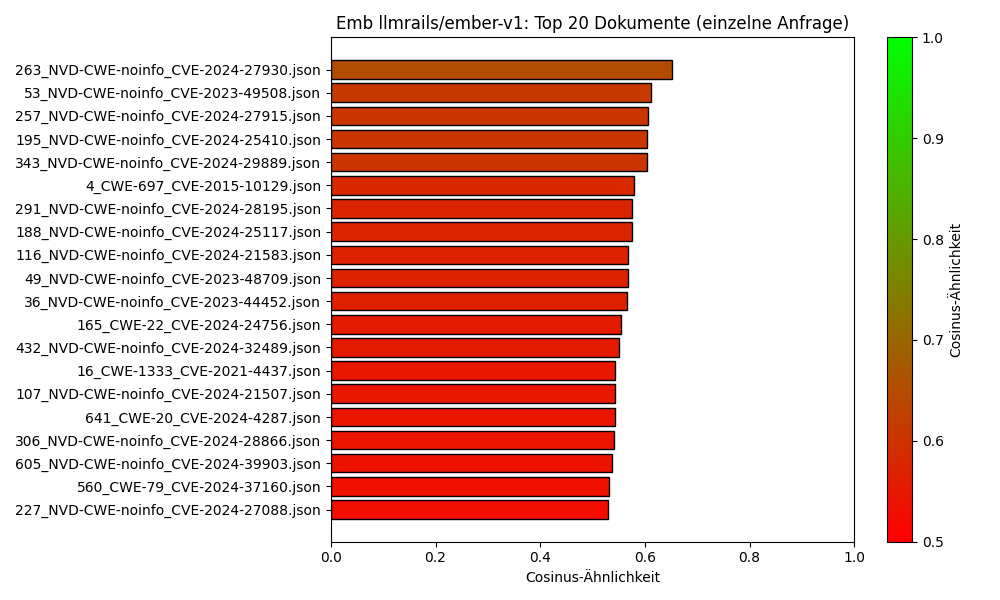 Emb llmrails/ember-v1: Top 20 Dokumente (einzelne Anfrage)
263_NVD-CWE-noinfo_CVE-2024-27930.json
53_NVD-CWE-noinfo_CVE-2023-49508.json
257_NVD-CWE-noinfo_CVE-2024-27915.json
195_NVD-CWE-noinfo_CVE-2024-25410.json
343_NVD-CWE-noinfo_CVE-2024-29889.json
4_CWE-697_CVE-2015-10129.json
291_NVD-CWE-noinfo_CVE-2024-28195.json
188_NVD-CWE-noinfo_CVE-2024-25117.json
116_NVD-CWE-noinfo_CVE-2024-21583.json
49_NVD-CWE-noinfo_CVE-2023-48709.json
36_NVD-CWE-noinfo_CVE-2023-44452.json
165_CWE-22_CVE-2024-24756.json
432_NVD-CWE-noinfo_CVE-2024-32489.json
16_CWE-1333_CVE-2021-4437.json
107_NVD-CWE-noinfo_CVE-2024-21507.json
641_CWE-20_CVE-2024-4287.json
306_NVD-CWE-noinfo_CVE-2024-28866.json
605_NVD-CWE-noinfo_CVE-2024-39903.json
560_CWE-79_CVE-2024-37160.json
227_NVD-CWE-noinfo_CVE-2024-27088.json
0.0 0.2 0.4 0.6 0.8 1.0
Cosinus-Ähnlichkeit
1.0
0.9
0.8
0.7
0.6
0.5
Cosinus-Ähnlichkeit